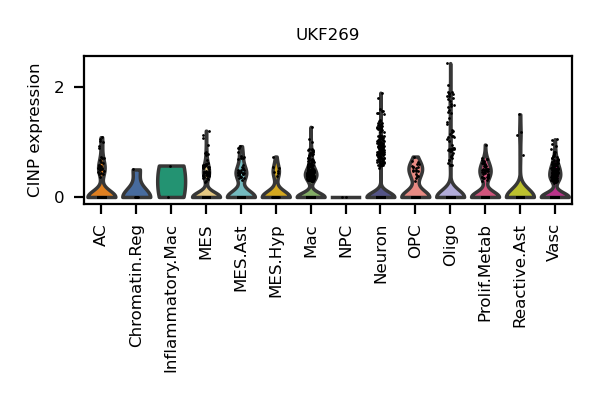 UKF269
CINP expression
2
0
AC
Chromatin.Reg
Inflammatory.Mac
MES
MES.Ast
MES.Hyp
Mac
NPC
Neuron
OPC
Oligo
Prolif.Metab
Reactive.Ast
Vasc